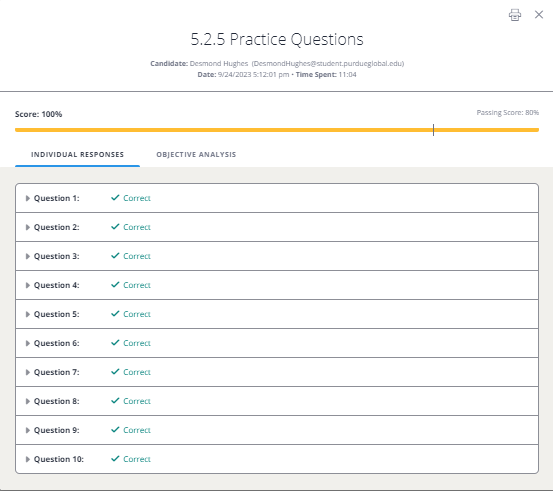 5.2.5 Practice Questions
Candidate: Desmond Hughes (DesmondHughes@student.purdueglobal.edu)
Date: 9/24/2023 5:12:01 pm • Time Spent: 11:04
Score: 100%
Passing Score: 80%
INDIVIDUAL RESPONSES
OBJECTIVE ANALYSIS
Question 1: Correct
Question 2: Correct
Question 3: Correct
Question 4: Correct
Question 5: Correct
Question 6: Correct
Question 7: Correct
Question 8: Correct
Question 9: Correct
Question 10: Correct